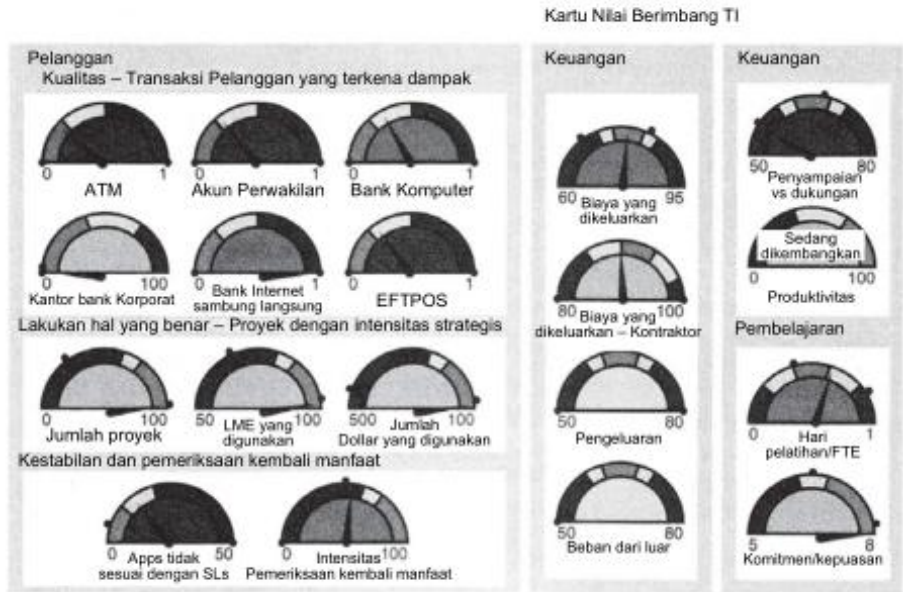 Kartu Nilai Berimbang TI
Pelanggan
Kualitas – Transaksi Pelanggan yang terkena dampak
0 1
ATM
0 1
Akun Perwakilan
0 1
Bank Komputer
0 100
Kantor bank Korporat
0 1
Bank Internet
sambung langsung
0 1
EFTPOS
Lakukan hal yang benar – Proyek dengan intensitas strategis
0 100
Jumlah proyek
50 100
LME yang
digunakan
500 100
Jumlah
Dollar yang digunakan
Kestabilan dan pemeriksaan kembali manfaat
0 50
Apps tidak
sesuai dengan SLs
0 100
Intensitas
Pemeriksaan kembali manfaat
Keuangan
60 95
Biaya yang
dikeluarkan
80 100
Biaya yang
dikeluarkan – Kontraktor
50 80
Pengeluaran
50 80
Beban dari luar
Keuangan
50 80
Penyampaian
vs dukungan
Sedang
dikembangkan
0 100
Produktivitas
Pembelajaran
0 1
Hari
pelatihan/FTE
5 8
Komitmen/kepuasan